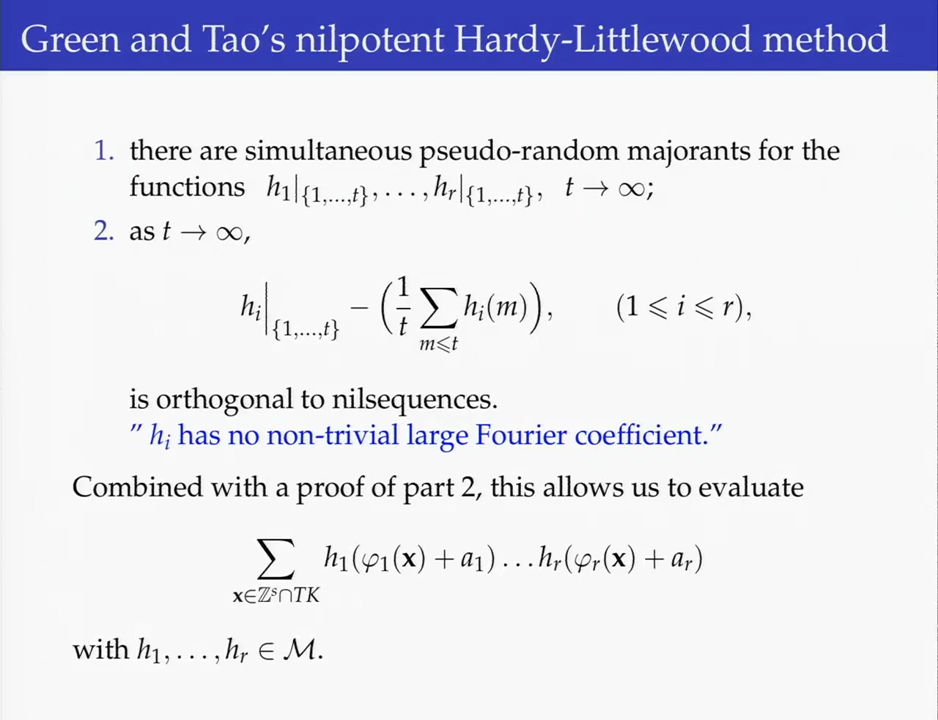 Green and Tao's nilpotent Hardy-Littlewood method
1. there are simultaneous pseudo-random majorants for the
functions h₁|_{1,...,t}, . . . , hᵣ|_{1,...,t}, t → ∞;
2. as t → ∞,
hᵢ|_{1,...,t} − (1/t ∑_{m⩽t} hᵢ(m)), (1 ⩽ i ⩽ r),
is orthogonal to nilsequences.
" hᵢ has no non-trivial large Fourier coefficient."
Combined with a proof of part 2, this allows us to evaluate
∑_{x∈ℤˢ∩TK} h₁(φ₁(x) + a₁) . . . hᵣ(φᵣ(x) + aᵣ)
with h₁, . . . , hᵣ ∈ ℳ.